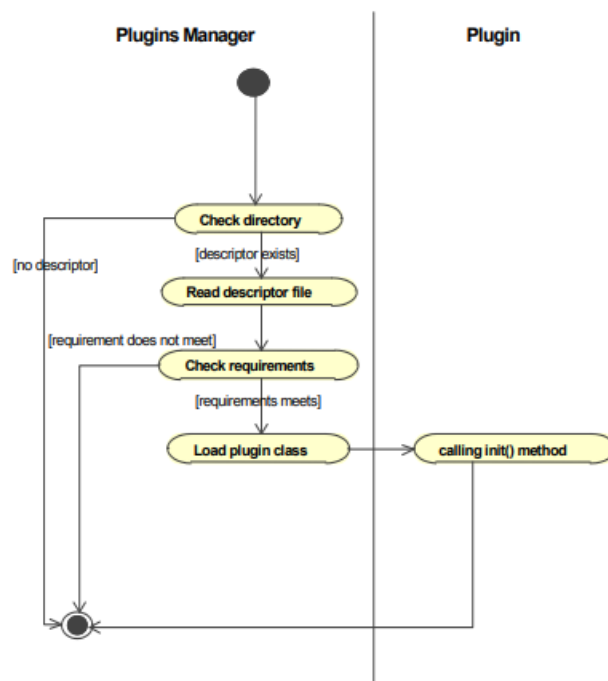 Plugins Manager
Plugin
Check directory
[descriptor exists]
[no descriptor]
Read descriptor file
[requirement does not meet]
Check requirements
[requirements meets]
Load plugin class
calling init() method